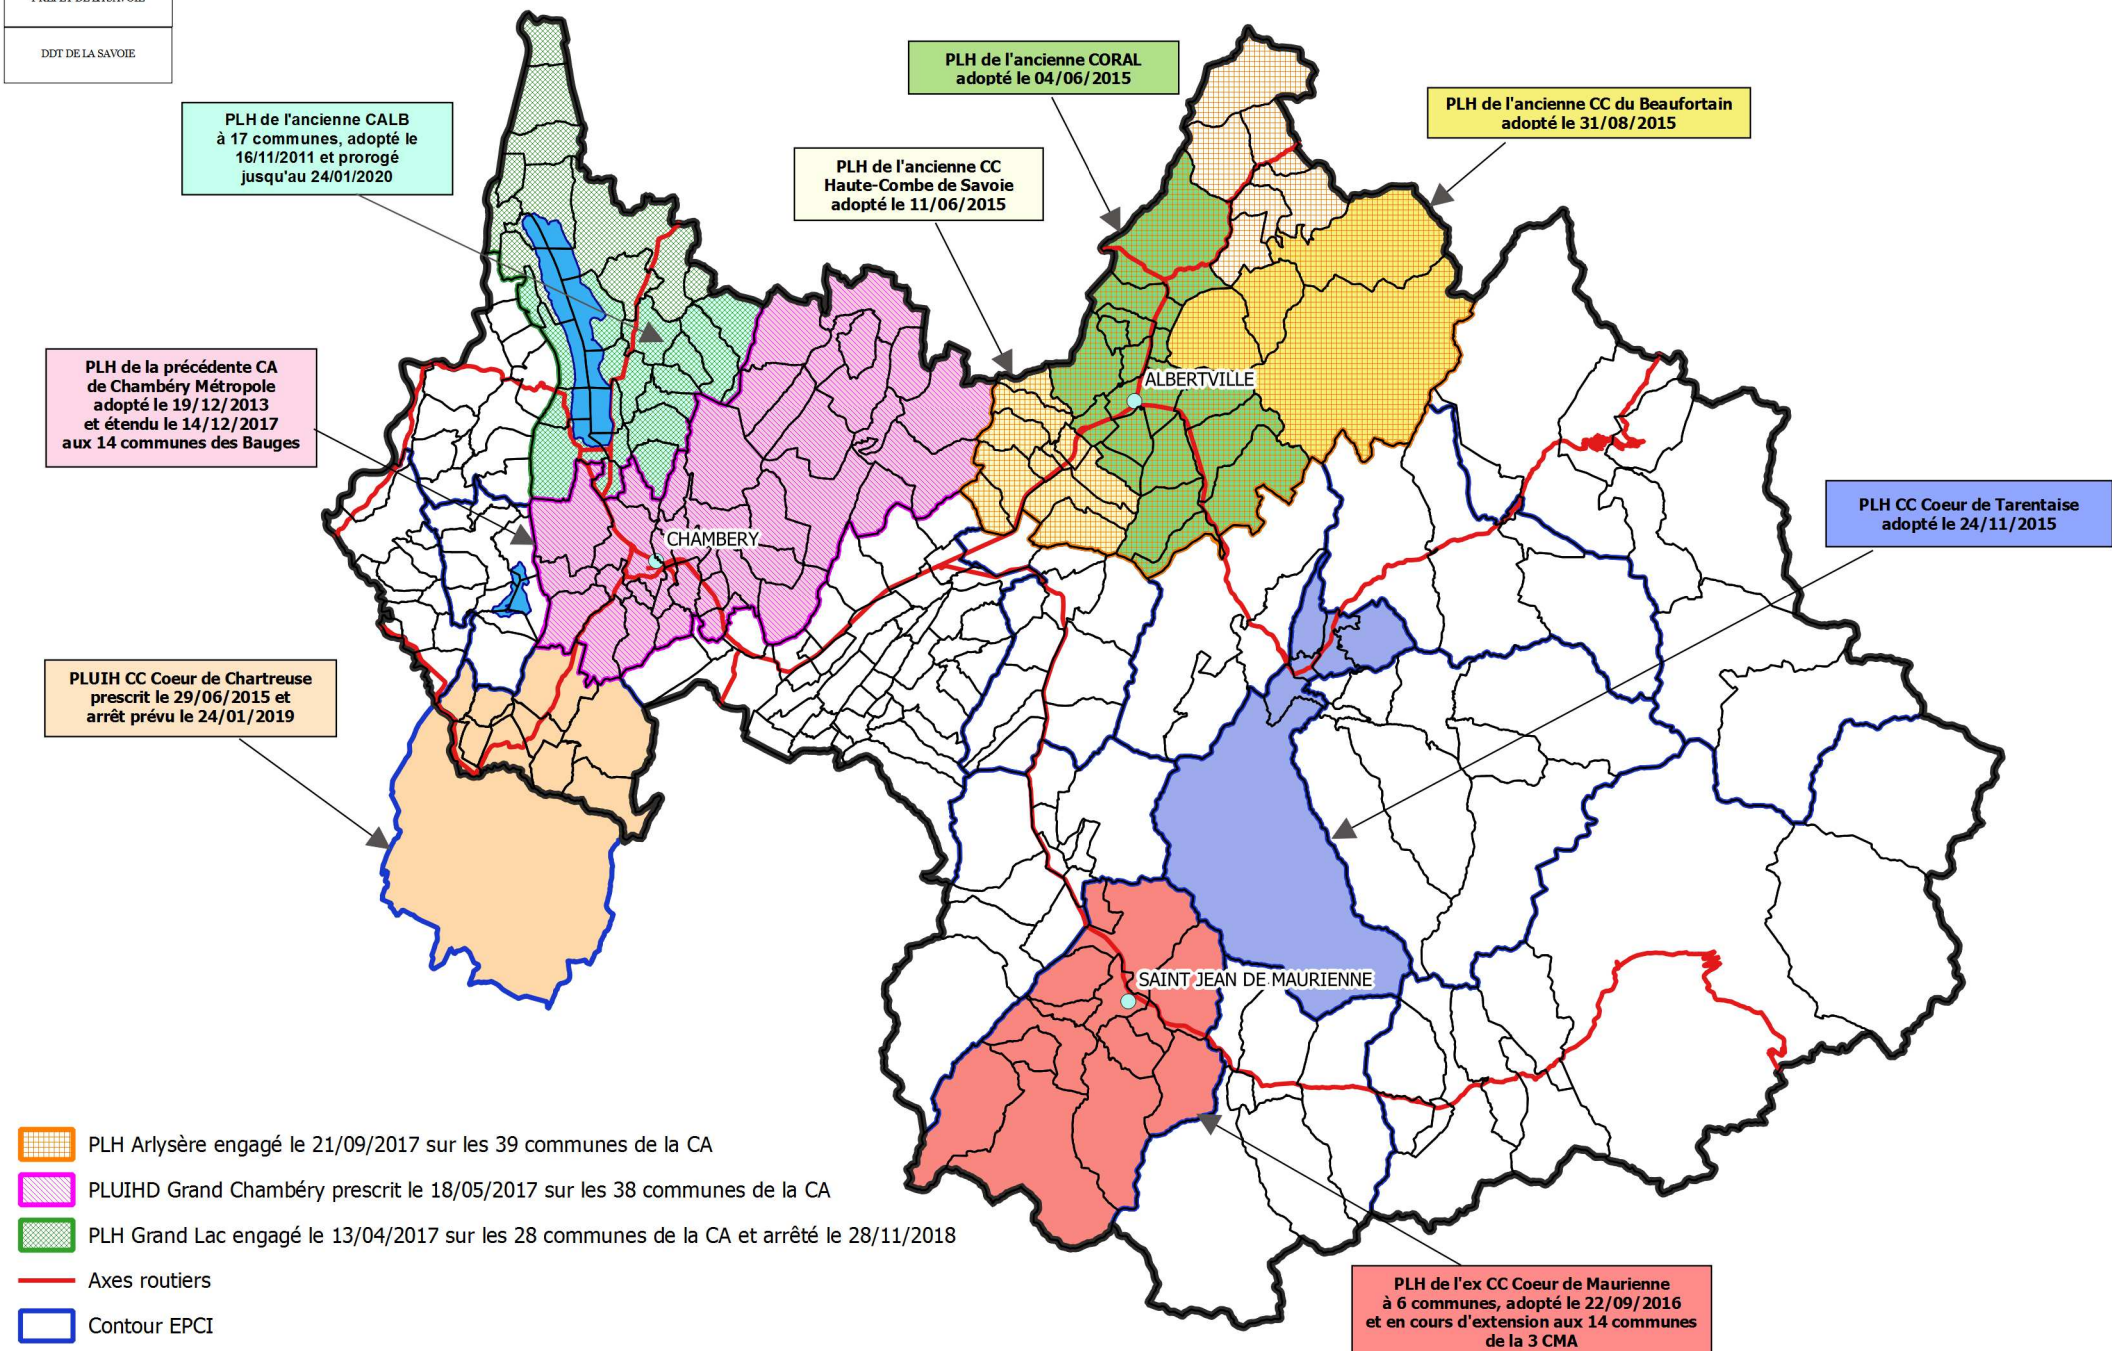 PREFET DE LA SAVOIE
DDT DE LA SAVOIE
PLH de l'ancienne CORAL
adopté le 04/06/2015
PLH de l'ancienne CC du Beaufortain
adopté le 31/08/2015
PLH de l'ancienne CALB
à 17 communes, adopté le
16/11/2011 et prorogé
jusqu'au 24/01/2020
PLH de l'ancienne CC
Haute-Combe de Savoie
adopté le 11/06/2015
PLH de la précédente CA
de Chambéry Métropole
adopté le 19/12/2013
et étendu le 14/12/2017
aux 14 communes des Bauges
ALBERTVILLE
CHAMBERY
PLH CC Coeur de Tarentaise
adopté le 24/11/2015
PLUIH CC Coeur de Chartreuse
prescrit le 29/06/2015 et
arrêt prévu le 24/01/2019
SAINT JEAN DE MAURIENNE
PLH Arlysère engagé le 21/09/2017 sur les 39 communes de la CA
PLUIHD Grand Chambéry prescrit le 18/05/2017 sur les 38 communes de la CA
PLH Grand Lac engagé le 13/04/2017 sur les 28 communes de la CA et arrêté le 28/11/2018
Axes routiers
Contour EPCI
PLH de l'ex CC Coeur de Maurienne
à 6 communes, adopté le 22/09/2016
et en cours d'extension aux 14 communes
de la 3 CMA